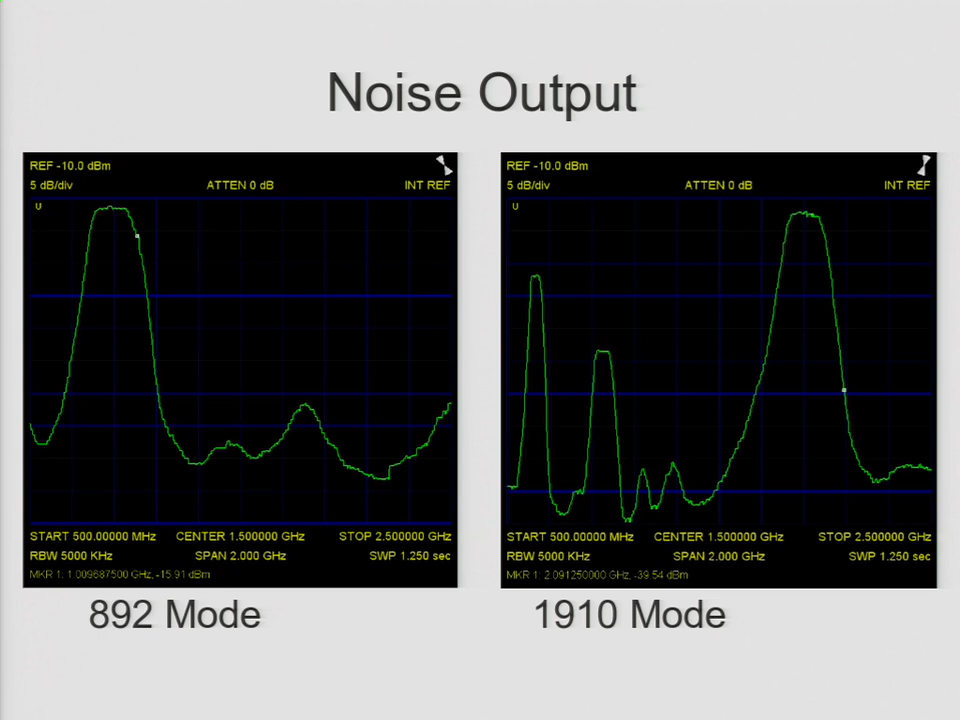 Noise Output
REF -10.0 dBm
5 dB/div ATTEN 0 dB INT REF
U
START 500.00000 MHz CENTER 1.500000 GHz STOP 2.500000 GHz
RBW 5000 KHz SPAN 2.000 GHz SWP 1.250 sec
MKR 1: 1.009687500 GHz, -15.91 dBm
892 Mode
REF -10.0 dBm
5 dB/div ATTEN 0 dB INT REF
U
START 500.00000 MHz CENTER 1.500000 GHz STOP 2.500000 GHz
RBW 5000 KHz SPAN 2.000 GHz SWP 1.250 sec
MKR 1: 2.091250000 GHz, -39.54 dBm
1910 Mode